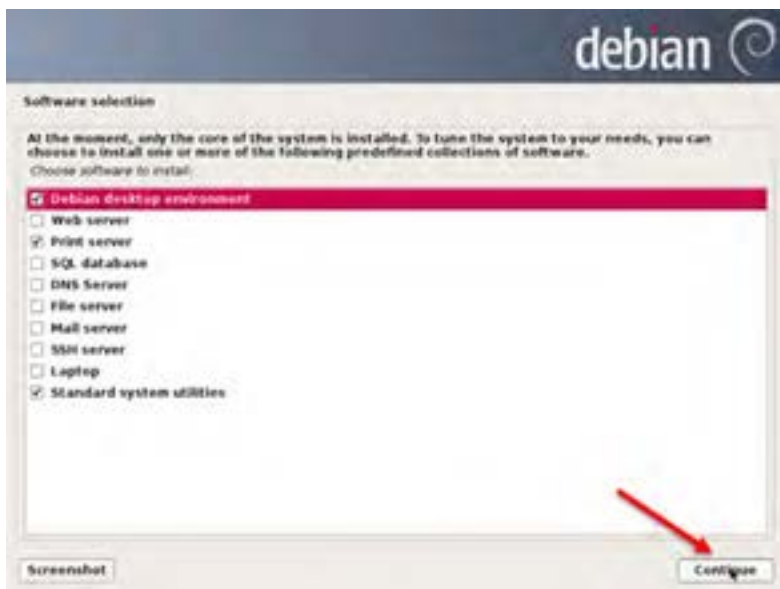 debian
Software selection
At the moment, only the core of the system is installed. To tune the system to your needs, you can
choose to install one or more of the following predefined collections of software.
Choose software to install:
Debian desktop environment
Web server
Print server
SQL database
DNS Server
File server
Mail server
SSH server
Laptop
Standard system utilities
Screenshot
Continue